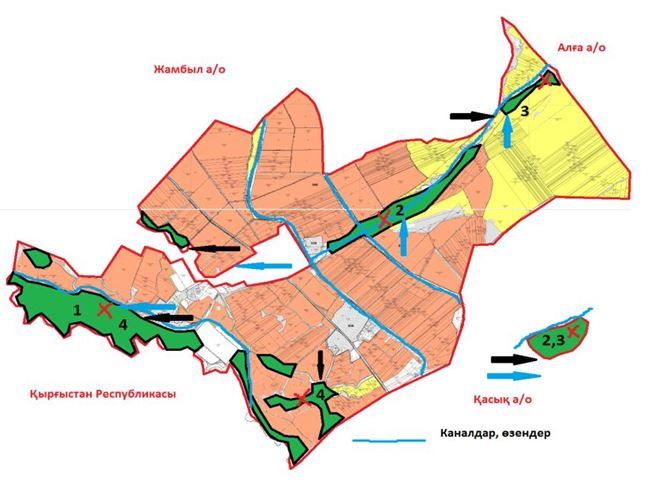 Алға а/о
Жамбыл а/о
3
2
1
4
2,3
Қырғыстан Республикасы
4
Қасық а/о
Каналдар, өзендер